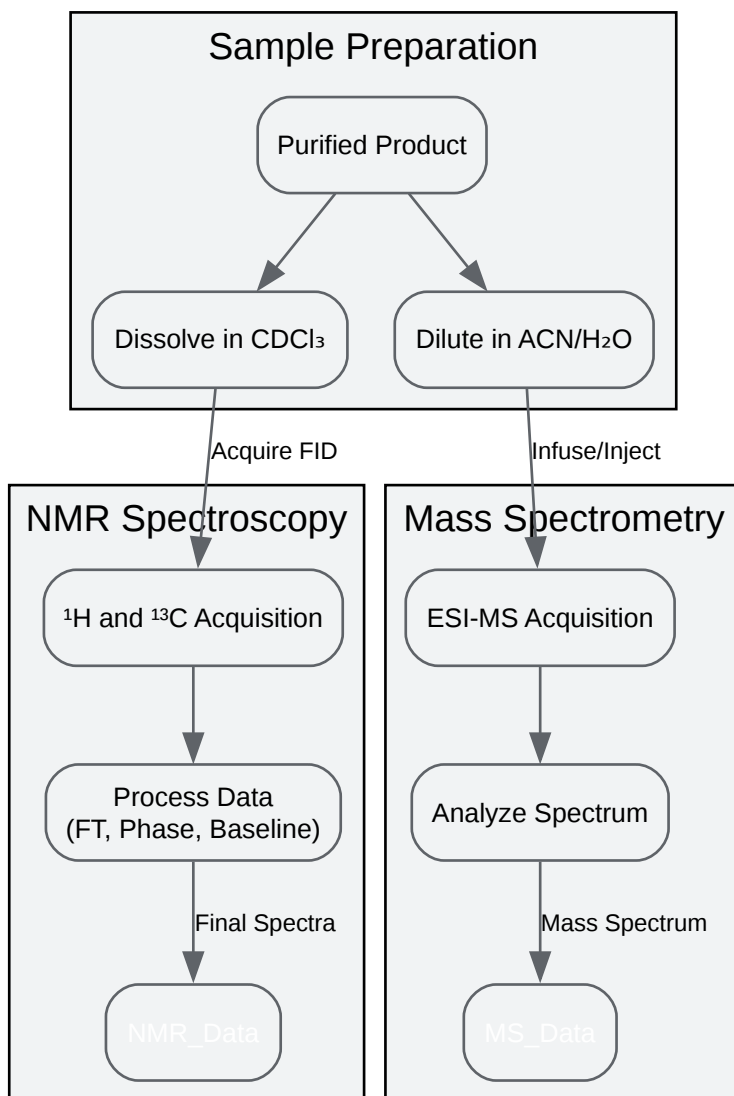 Sample Preparation
Purified Product
Dissolve in CDCl₃
Dilute in ACN/H₂O
Acquire FID
Infuse/Inject
NMR Spectroscopy
Mass Spectrometry
¹H and ¹³C Acquisition
ESI-MS Acquisition
Process Data
(FT, Phase, Baseline)
Analyze Spectrum
Final Spectra
Mass Spectrum
NMR_Data
MS_Data